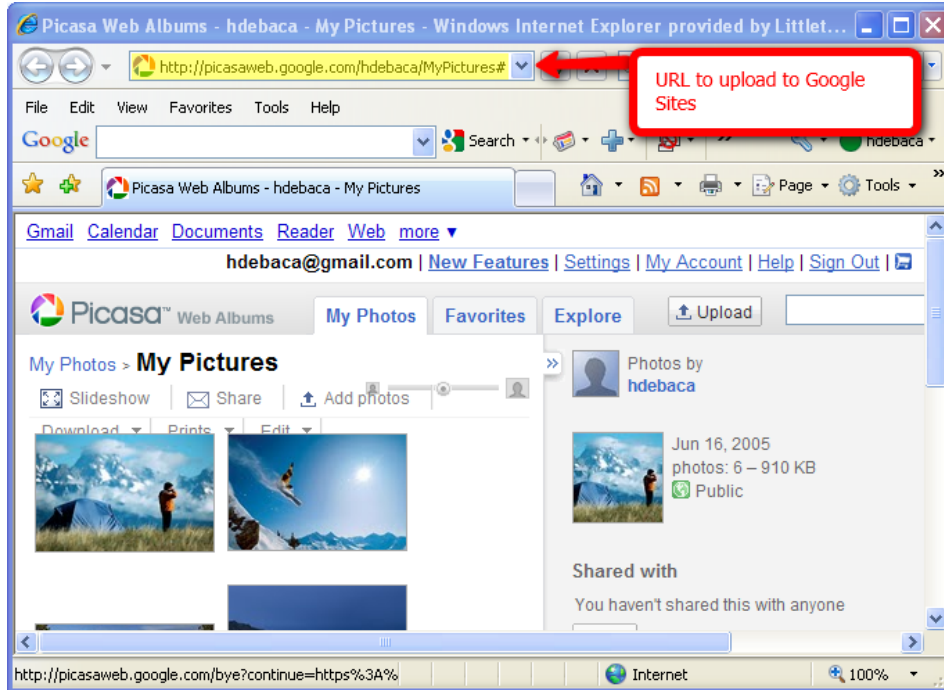 Picasa Web Albums - hdebaca - My Pictures - Windows Internet Explorer provided by Littlet...
http://picasaweb.google.com/hdebaca/MyPictures#
URL to upload to Google
Sites
File Edit View Favorites Tools Help
Google Search hdebaca
Picasa Web Albums - hdebaca - My Pictures
Page Tools
Gmail Calendar Documents Reader Web more ▼
hdebaca@gmail.com | New Features | Settings | My Account | Help | Sign Out |
Picasa™ Web Albums My Photos Favorites Explore Upload
My Photos > My Pictures
Slideshow Share Add photos
Download Prints Edit
Photos by
hdebaca
Jun 16, 2005
photos: 6 – 910 KB
Public
Shared with
You haven't shared this with anyone
http://picasaweb.google.com/bye?continue=https%3A%
Internet 100%